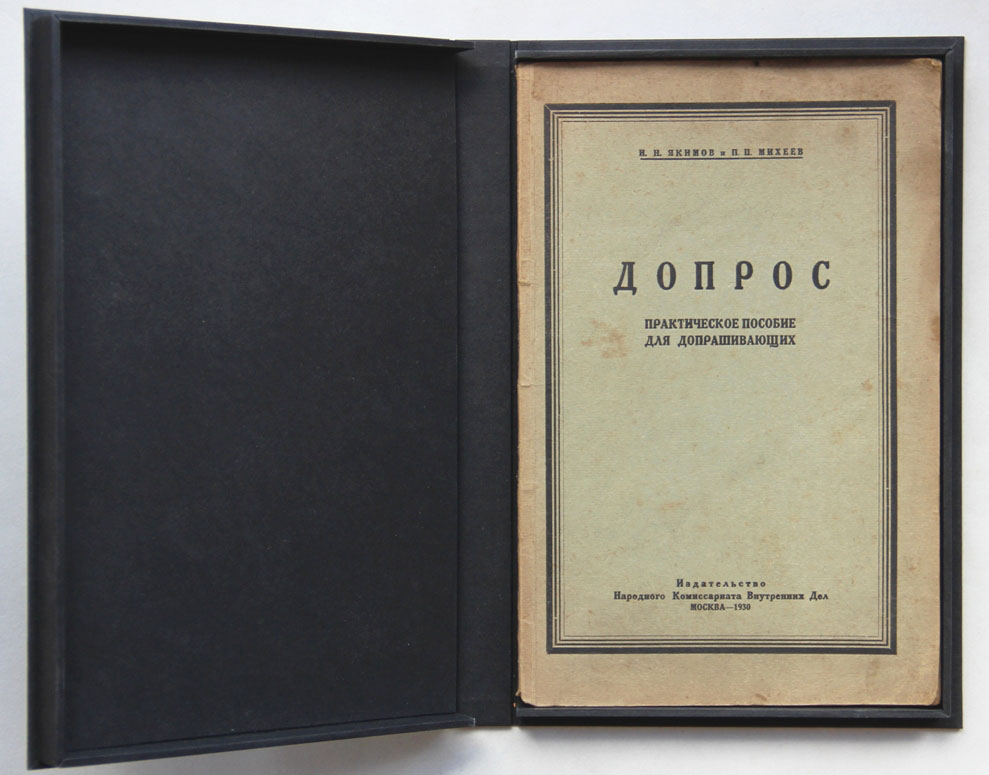 И. Н. ЯКИМОВ и П. П. МИХЕЕВ
ДОПРОС
ПРАКТИЧЕСКОЕ ПОСОБИЕ
ДЛЯ ДОПРАШИВАЮЩИХ
Издательство
Народного Комиссариата Внутренних Дел
МОСКВА—1930